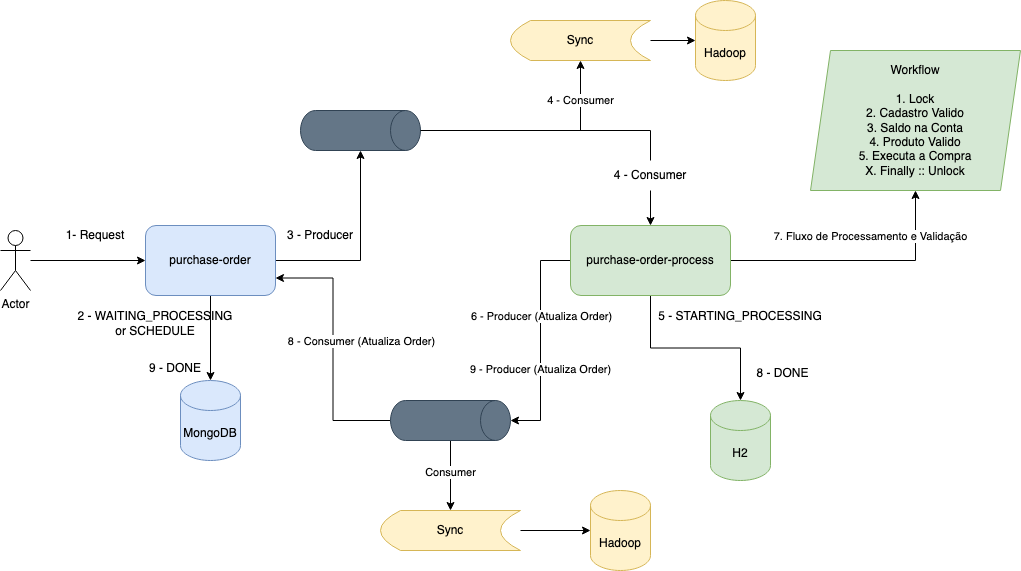 Sync
Hadoop
4 - Consumer
Workflow
1. Lock
2. Cadastro Valido
3. Saldo na Conta
4. Produto Valido
5. Executa a Compra
X. Finally :: Unlock
4 - Consumer
1- Request
3 - Producer
7. Fluxo de Processamento e Validação
purchase-order
purchase-order-process
Actor
2 - WAITING_PROCESSING
or SCHEDULE
6 - Producer (Atualiza Order)
5 - STARTING_PROCESSING
8 - Consumer (Atualiza Order)
9 - DONE
9 - Producer (Atualiza Order)
8 - DONE
MongoDB
H2
Consumer
Sync
Hadoop